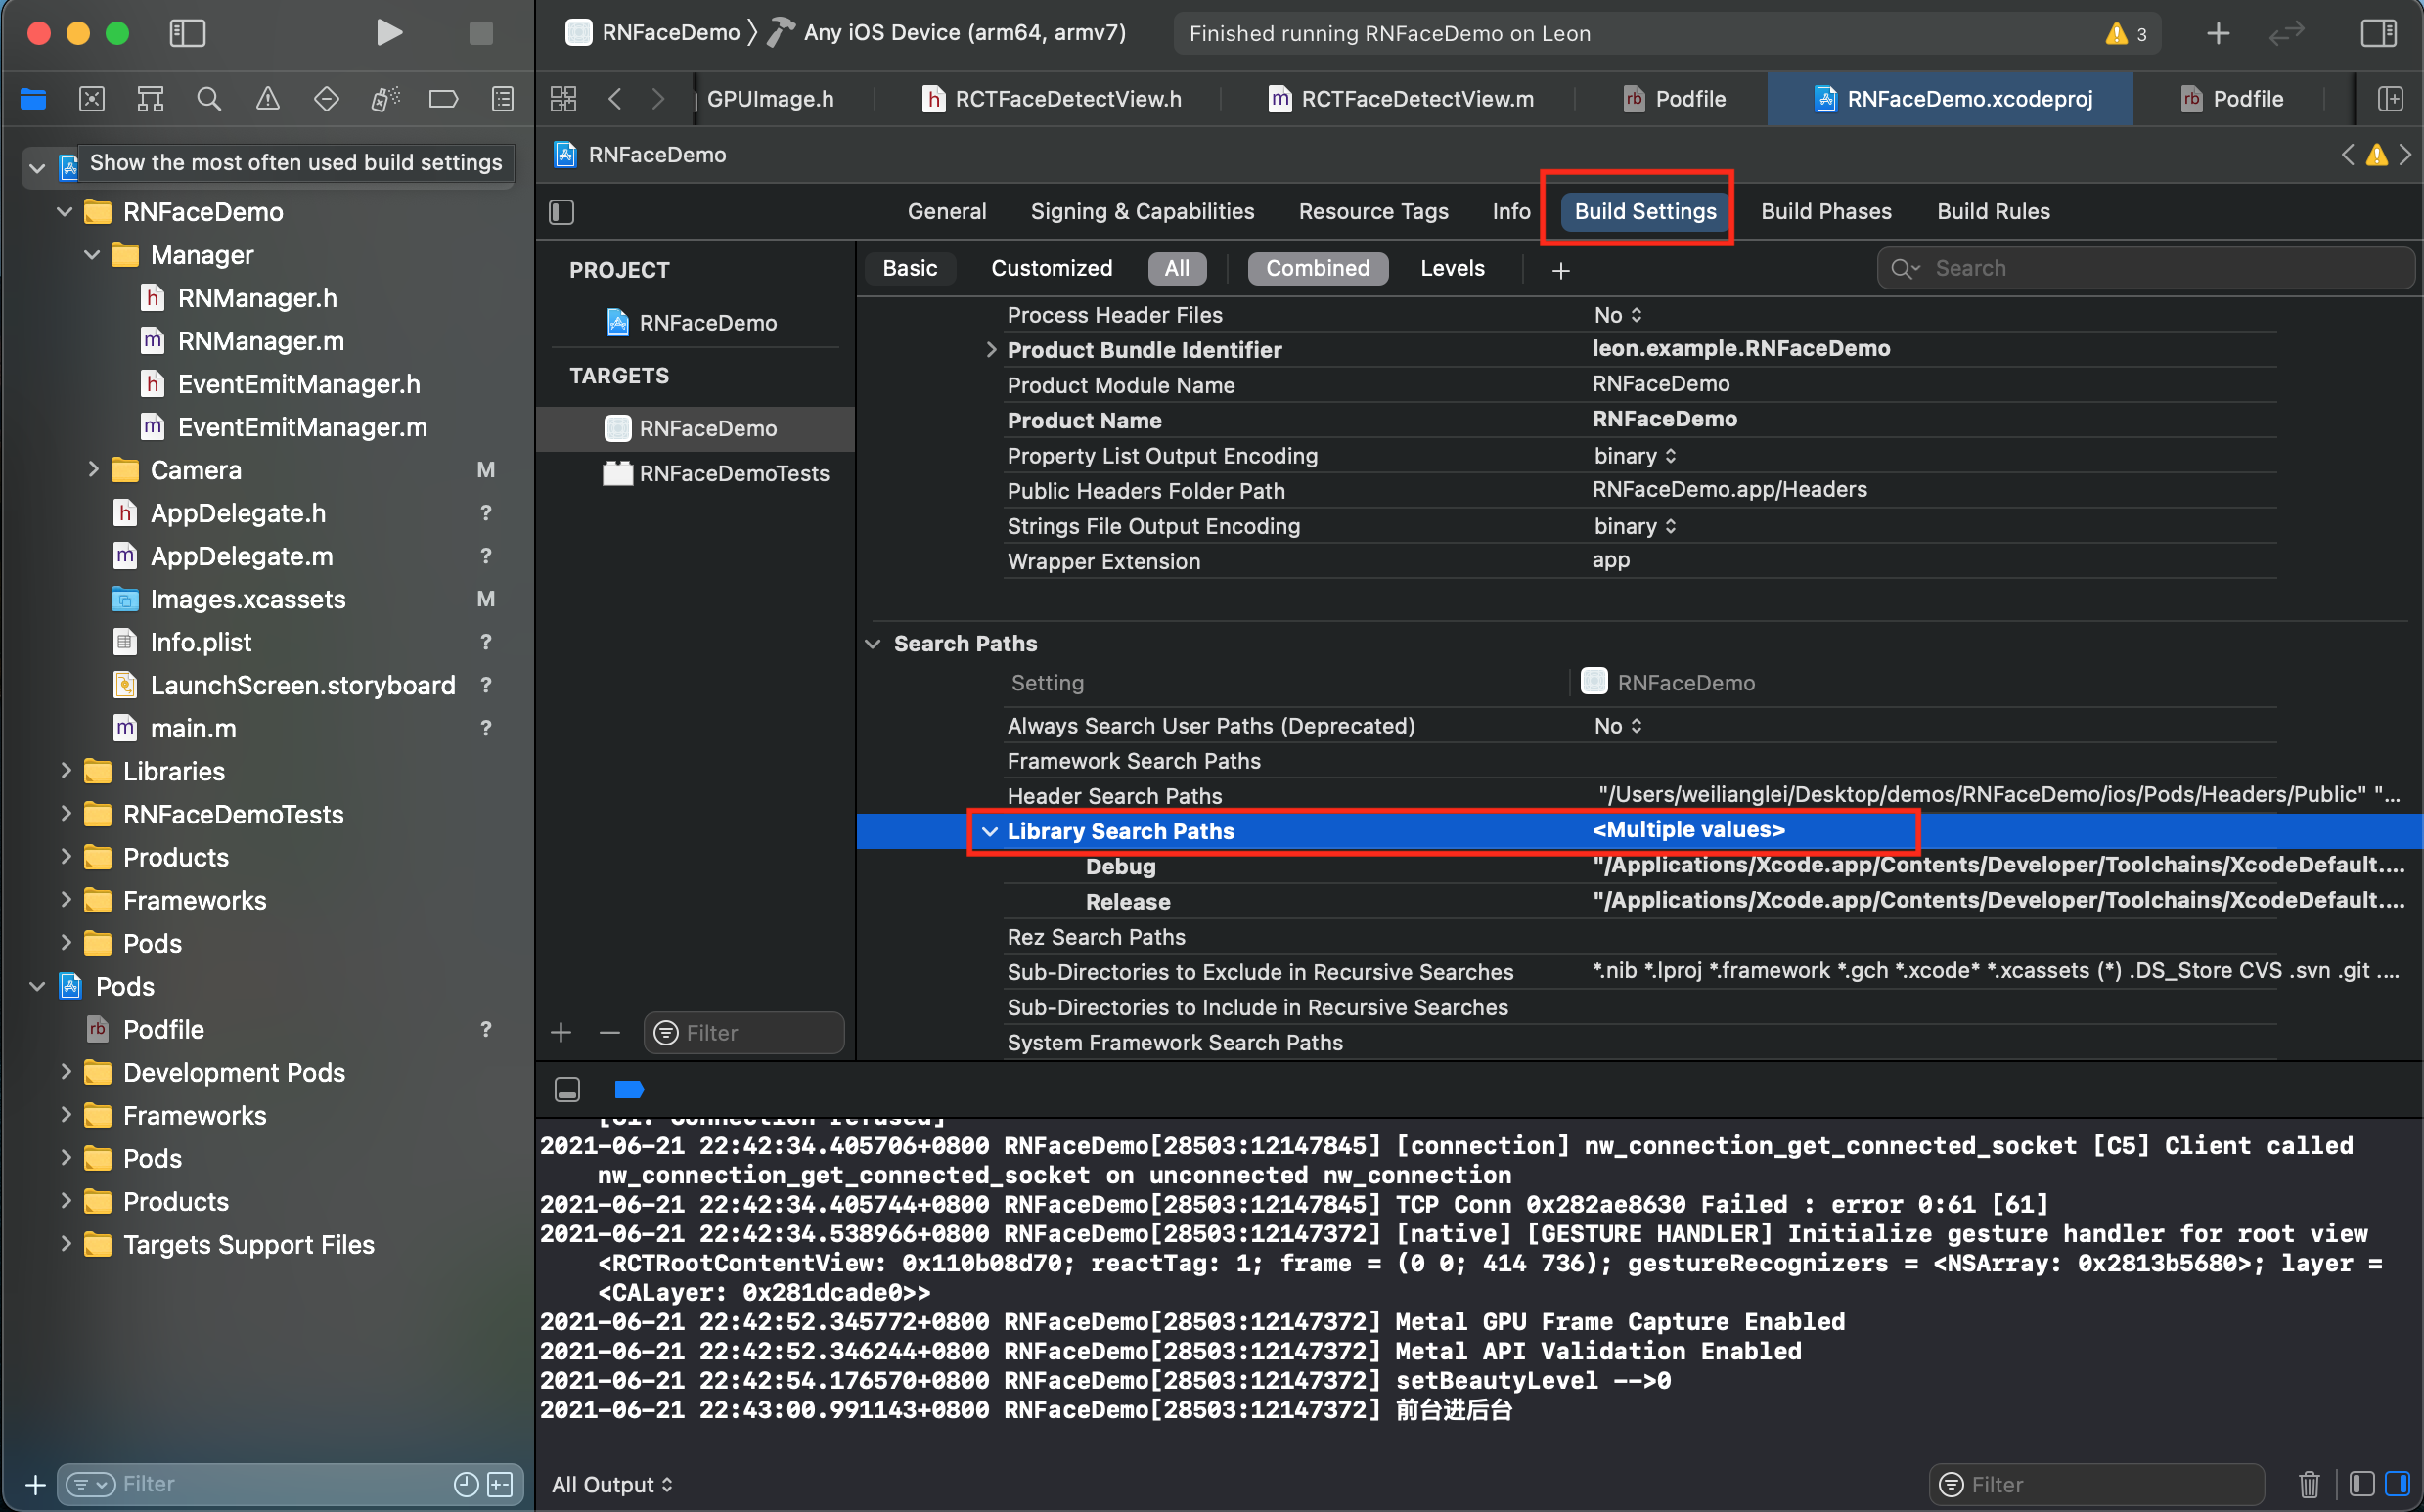 RNFaceDemo 〉 Any iOS Device (arm64, armv7)
Finished running RNFaceDemo on Leon
3
GPUImage.h
h RCTFaceDetectView.h
m RCTFaceDetectView.m
rb Podfile
RNFaceDemo.xcodeproj
rb Podfile
Show the most often used build settings
RNFaceDemo
Manager
h RNManager.h
m RNManager.m
h EventEmitManager.h
m EventEmitManager.m
Camera M
h AppDelegate.h ?
m AppDelegate.m ?
Images.xcassets M
Info.plist ?
LaunchScreen.storyboard ?
m main.m ?
Libraries
RNFaceDemoTests
Products
Frameworks
Pods
Pods
rb Podfile ?
Development Pods
Frameworks
Pods
Products
Targets Support Files
Filter
RNFaceDemo
General Signing & Capabilities Resource Tags Info Build Settings Build Phases Build Rules
PROJECT
RNFaceDemo
TARGETS
RNFaceDemo
RNFaceDemoTests
Filter
Basic Customized All Combined Levels + Search
Process Header Files No
Product Bundle Identifier leon.example.RNFaceDemo
Product Module Name RNFaceDemo
Product Name RNFaceDemo
Property List Output Encoding binary
Public Headers Folder Path RNFaceDemo.app/Headers
Strings File Output Encoding binary
Wrapper Extension app
Search Paths
Setting RNFaceDemo
Always Search User Paths (Deprecated) No
Framework Search Paths
Header Search Paths "/Users/weilianglei/Desktop/demos/RNFaceDemo/ios/Pods/Headers/Public" "...
Library Search Paths <Multiple values>
Debug "/Applications/Xcode.app/Contents/Developer/Toolchains/XcodeDefault....
Release "/Applications/Xcode.app/Contents/Developer/Toolchains/XcodeDefault....
Rez Search Paths
Sub-Directories to Exclude in Recursive Searches *.nib *.lproj *.framework *.gch *.xcode* *.xcassets (*) .DS_Store CVS .svn .git ....
Sub-Directories to Include in Recursive Searches
System Framework Search Paths
[C1: Connection refused]
2021-06-21 22:42:34.405706+0800 RNFaceDemo[28503:12147845] [connection] nw_connection_get_connected_socket [C5] Client called
nw_connection_get_connected_socket on unconnected nw_connection
2021-06-21 22:42:34.405744+0800 RNFaceDemo[28503:12147845] TCP Conn 0x282ae8630 Failed : error 0:61 [61]
2021-06-21 22:42:34.538966+0800 RNFaceDemo[28503:12147372] [native] [GESTURE HANDLER] Initialize gesture handler for root view
<RCTRootContentView: 0x110b08d70; reactTag: 1; frame = (0 0; 414 736); gestureRecognizers = <NSArray: 0x2813b5680>; layer =
<CALayer: 0x281dcade0>>
2021-06-21 22:42:52.345772+0800 RNFaceDemo[28503:12147372] Metal GPU Frame Capture Enabled
2021-06-21 22:42:52.346244+0800 RNFaceDemo[28503:12147372] Metal API Validation Enabled
2021-06-21 22:42:54.176570+0800 RNFaceDemo[28503:12147372] setBeautyLevel -->0
2021-06-21 22:43:00.991143+0800 RNFaceDemo[28503:12147372] 前台进后台
All Output
Filter